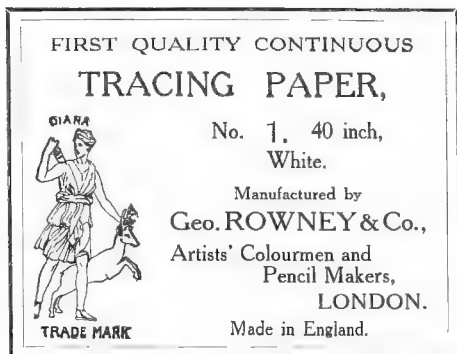 FIRST QUALITY CONTINUOUS
TRACING PAPER,
DIANA
No. 1. 40 inch,
White.
Manufactured by
Geo. ROWNEY & Co.,
Artists' Colourmen and
Pencil Makers,
LONDON.
TRADE MARK
Made in England.